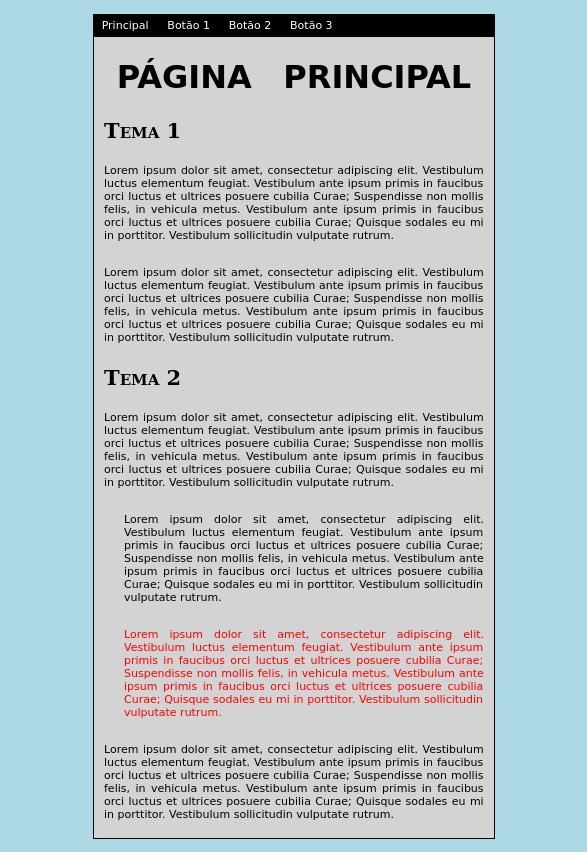 Principal Botão 1 Botão 2 Botão 3
PÁGINA PRINCIPAL
Tema 1
Lorem ipsum dolor sit amet, consectetur adipiscing elit. Vestibulum
luctus elementum feugiat. Vestibulum ante ipsum primis in faucibus
orci luctus et ultrices posuere cubilia Curae; Suspendisse non mollis
felis, in vehicula metus. Vestibulum ante ipsum primis in faucibus
orci luctus et ultrices posuere cubilia Curae; Quisque sodales eu mi
in porttitor. Vestibulum sollicitudin vulputate rutrum.
Lorem ipsum dolor sit amet, consectetur adipiscing elit. Vestibulum
luctus elementum feugiat. Vestibulum ante ipsum primis in faucibus
orci luctus et ultrices posuere cubilia Curae; Suspendisse non mollis
felis, in vehicula metus. Vestibulum ante ipsum primis in faucibus
orci luctus et ultrices posuere cubilia Curae; Quisque sodales eu mi
in porttitor. Vestibulum sollicitudin vulputate rutrum.
Tema 2
Lorem ipsum dolor sit amet, consectetur adipiscing elit. Vestibulum
luctus elementum feugiat. Vestibulum ante ipsum primis in faucibus
orci luctus et ultrices posuere cubilia Curae; Suspendisse non mollis
felis, in vehicula metus. Vestibulum ante ipsum primis in faucibus
orci luctus et ultrices posuere cubilia Curae; Quisque sodales eu mi
in porttitor. Vestibulum sollicitudin vulputate rutrum.
Lorem ipsum dolor sit amet, consectetur adipiscing elit.
Vestibulum luctus elementum feugiat. Vestibulum ante ipsum
primis in faucibus orci luctus et ultrices posuere cubilia Curae;
Suspendisse non mollis felis, in vehicula metus. Vestibulum ante
ipsum primis in faucibus orci luctus et ultrices posuere cubilia
Curae; Quisque sodales eu mi in porttitor. Vestibulum sollicitudin
vulputate rutrum.
Lorem ipsum dolor sit amet, consectetur adipiscing elit.
Vestibulum luctus elementum feugiat. Vestibulum ante ipsum
primis in faucibus orci luctus et ultrices posuere cubilia Curae;
Suspendisse non mollis felis, in vehicula metus. Vestibulum ante
ipsum primis in faucibus orci luctus et ultrices posuere cubilia
Curae; Quisque sodales eu mi in porttitor. Vestibulum sollicitudin
vulputate rutrum.
Lorem ipsum dolor sit amet, consectetur adipiscing elit. Vestibulum
luctus elementum feugiat. Vestibulum ante ipsum primis in faucibus
orci luctus et ultrices posuere cubilia Curae; Suspendisse non mollis
felis, in vehicula metus. Vestibulum ante ipsum primis in faucibus
orci luctus et ultrices posuere cubilia Curae; Quisque sodales eu mi
in porttitor. Vestibulum sollicitudin vulputate rutrum.